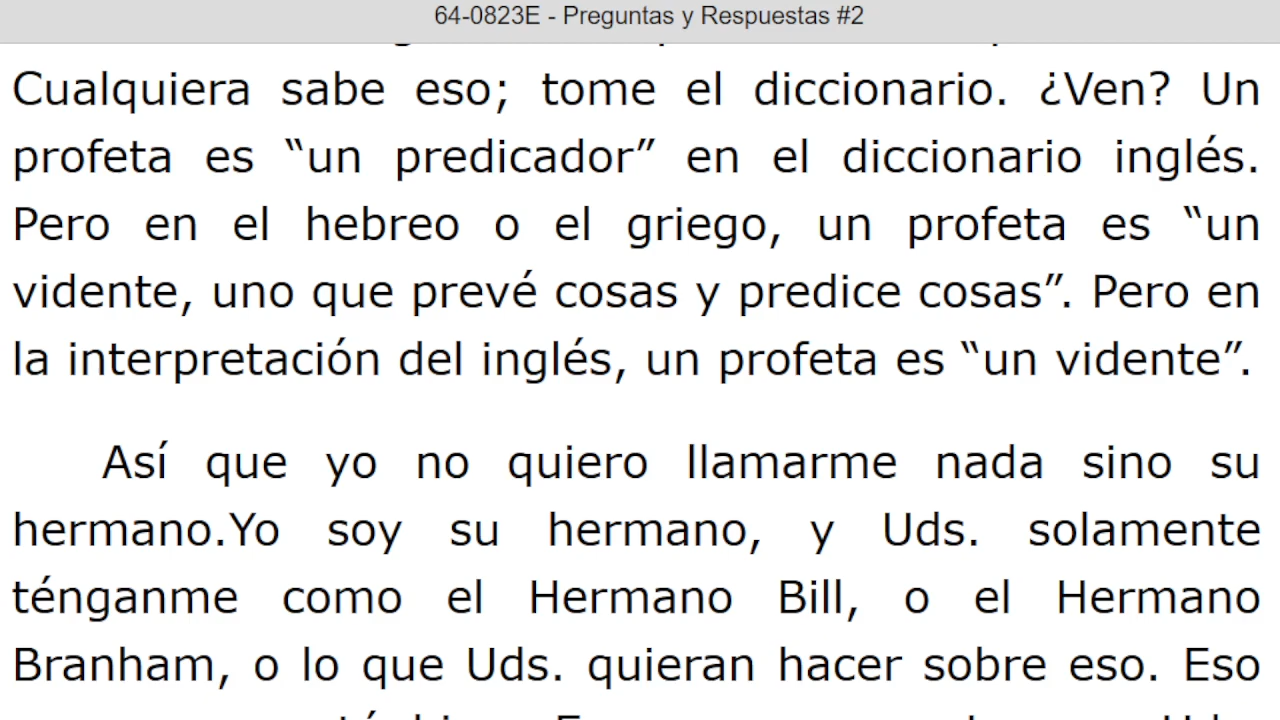 64-0823E - Preguntas y Respuestas #2
Cualquiera sabe eso; tome el diccionario. ¿Ven? Un
profeta es “un predicador” en el diccionario inglés.
Pero en el hebreo o el griego, un profeta es “un
vidente, uno que prevé cosas y predice cosas”. Pero en
la interpretación del inglés, un profeta es “un vidente”.
Así que yo no quiero llamarme nada sino su
hermano.Yo soy su hermano, y Uds. solamente
ténganme como el Hermano Bill, o el Hermano
Branham, o lo que Uds. quieran hacer sobre eso. Eso